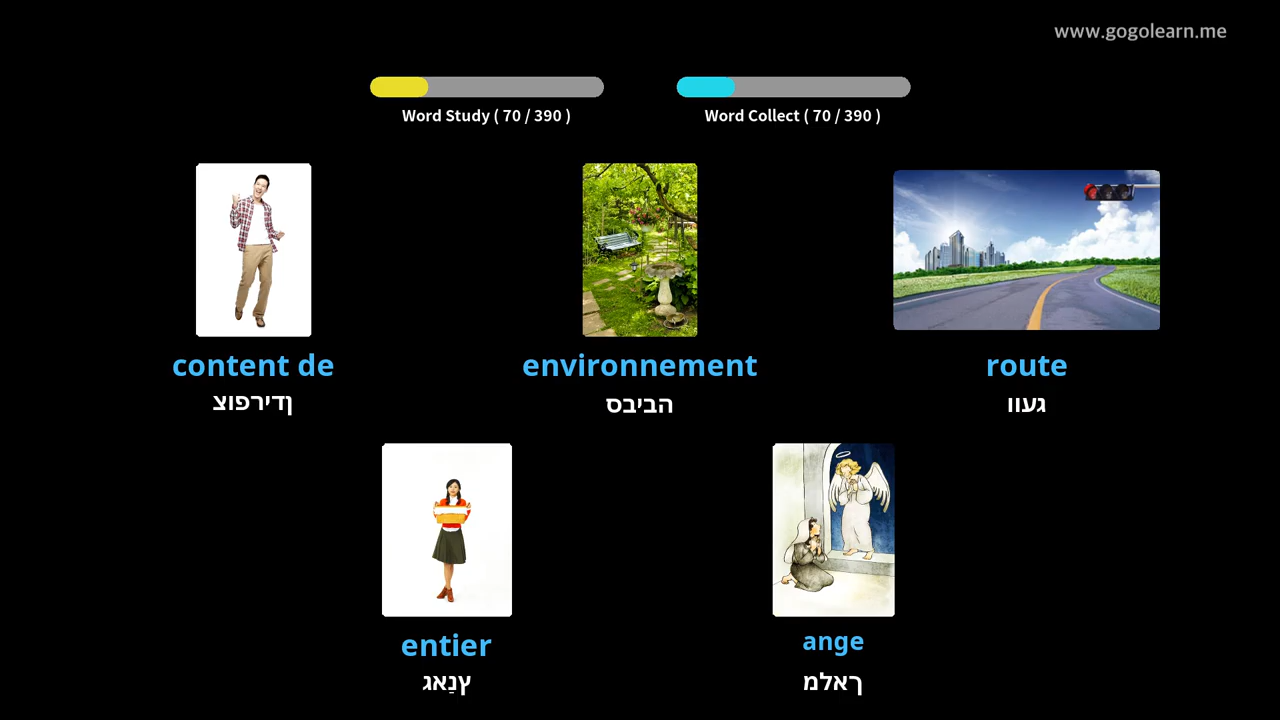 www.gogolearn.me
Word Study ( 70 / 390 )
Word Collect ( 70 / 390 )
content de
ןדירפוצ
environnement
הביבס
route
געוו
entier
ץנַאג
ange
ךאלמ